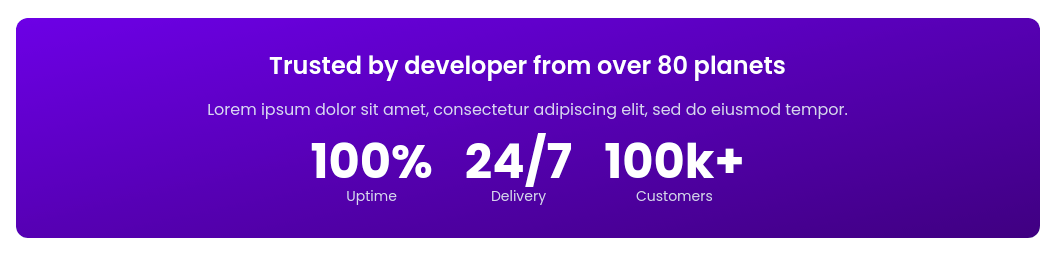 Trusted by developer from over 80 planets
Lorem ipsum dolor sit amet, consectetur adipiscing elit, sed do eiusmod tempor.
100% 24/7 100k+
Uptime Delivery Customers